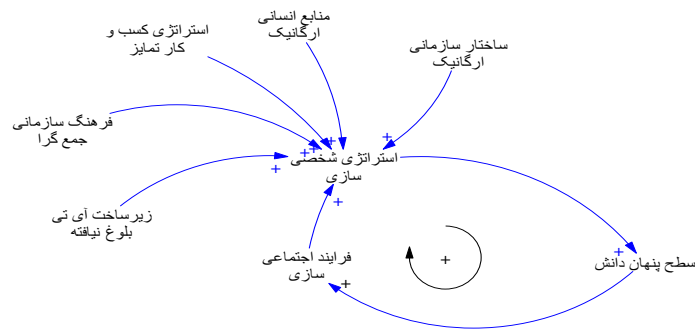 منابع انسانی
ارگانیک
استراتژی کسب و
کار تمایز
ساختار سازمانی
ارگانیک
فرهنگ سازمانی
جمع گرا
استراتژی شخصی
سازی
زیرساخت آی تی
بلوغ نیافته
فرایند اجتماعی
سازی
سطح پنهان دانش